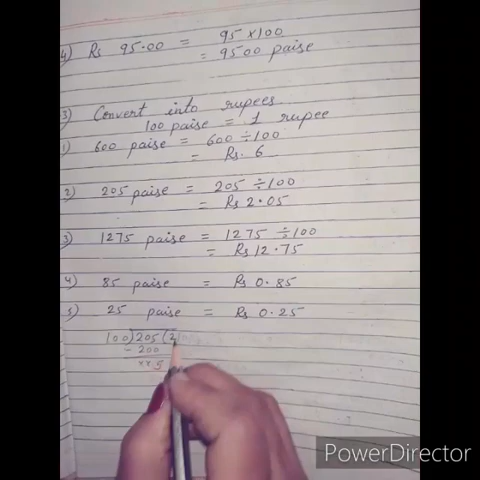 4) Rs 95.00 = 95 x 100
= 9500 paise
3) Convert into rupees
100 paise = 1 rupee
1) 600 paise = 600 ÷ 100
= Rs. 6
2) 205 paise = 205 ÷ 100
= Rs 2.05
3) 1275 paise = 1275 ÷ 100
= Rs 12.75
4) 85 paise = Rs 0.85
5) 25 paise = Rs 0.25
100)205(2
- 200
xx5
PowerDirector